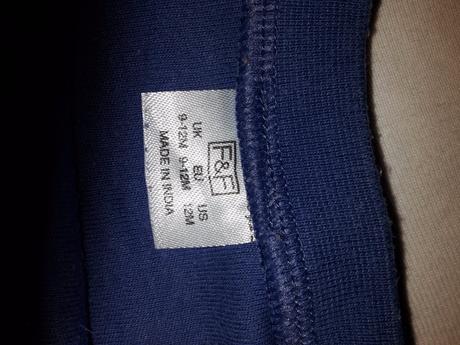 F&F
UK EU US
9-12M 9-12M 12M
MADE IN INDIA